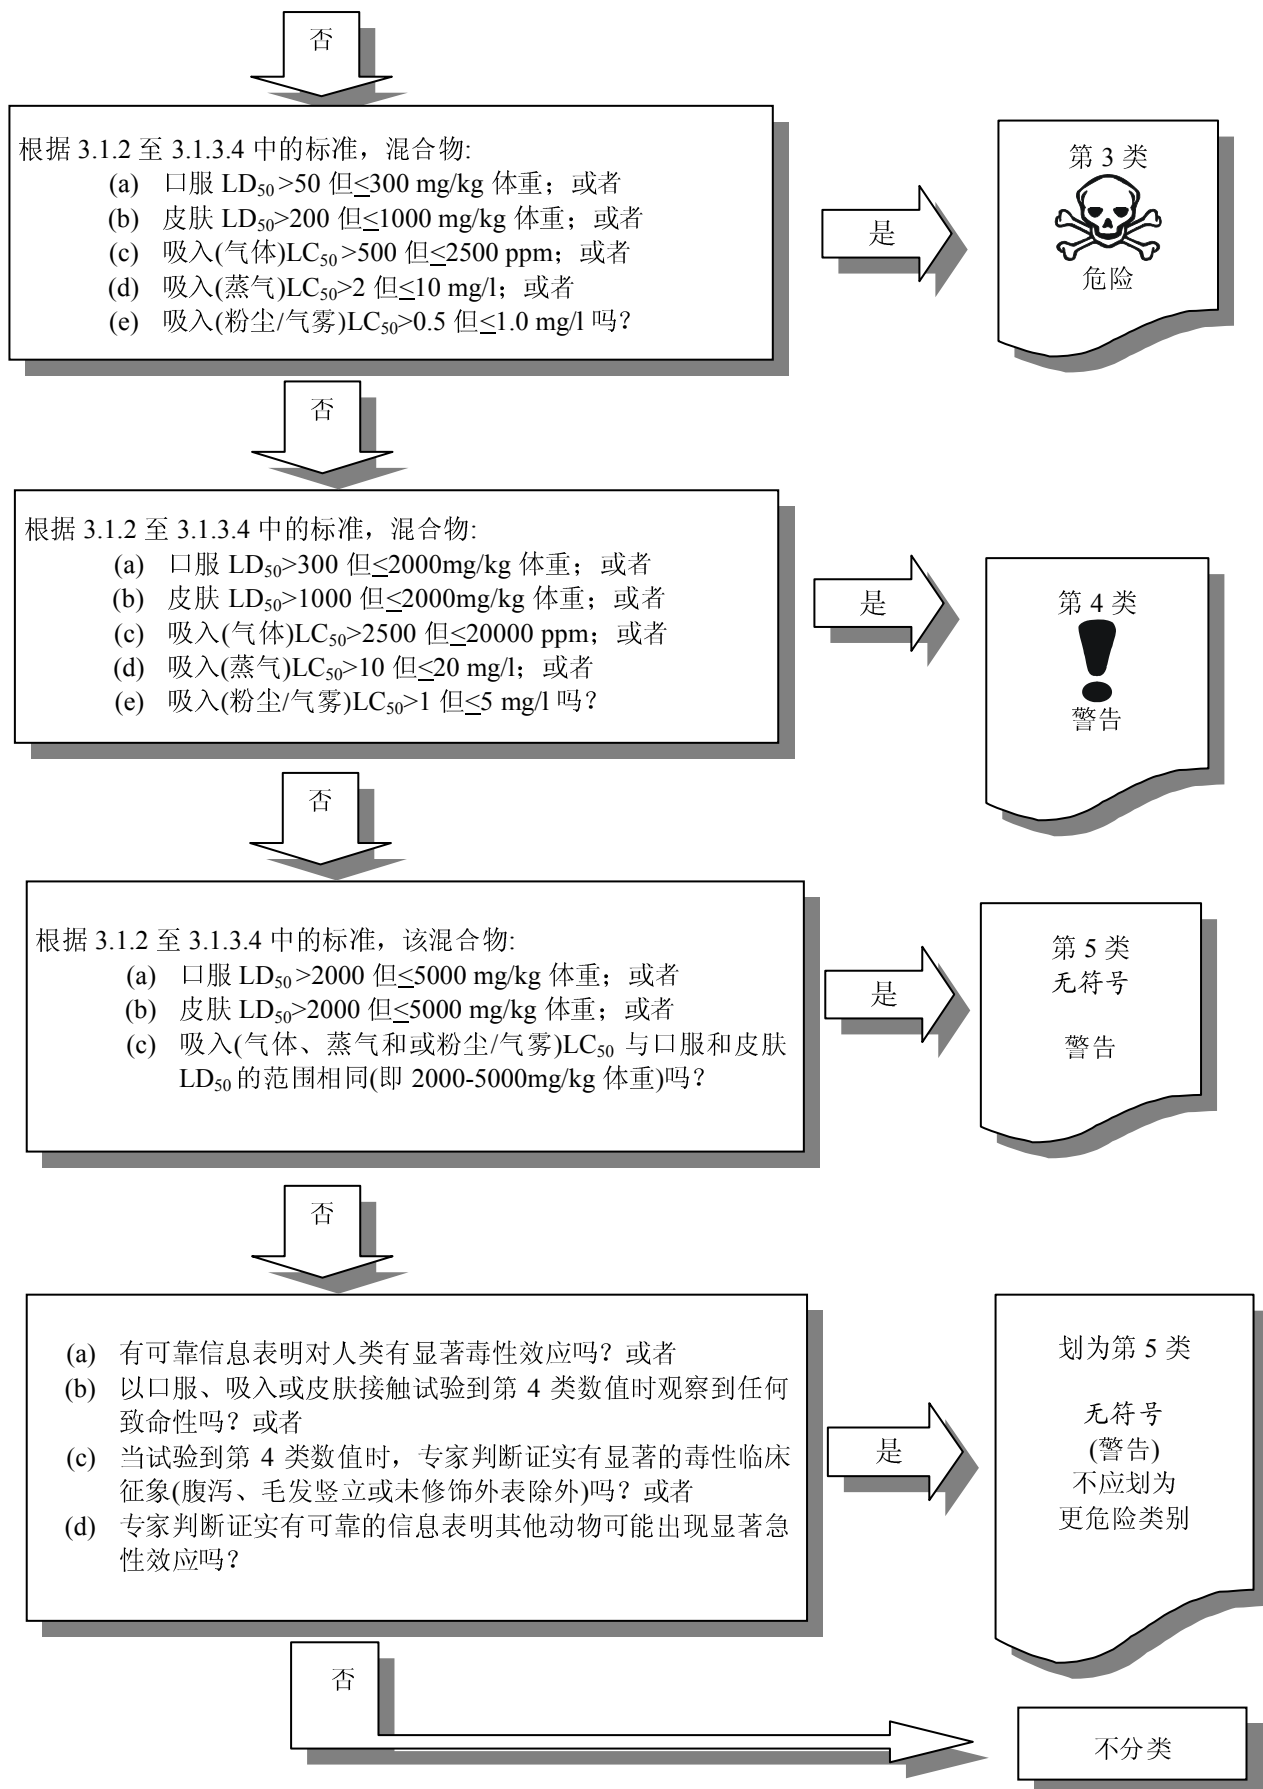 否
根据 3.1.2 至 3.1.3.4 中的标准，混合物:
(a) 口服 LD₅₀>50 但≤300 mg/kg 体重；或者
(b) 皮肤 LD₅₀>200 但≤1000 mg/kg 体重；或者
(c) 吸入(气体)LC₅₀>500 但≤2500 ppm；或者
(d) 吸入(蒸气)LC₅₀>2 但≤10 mg/l；或者
(e) 吸入(粉尘/气雾)LC₅₀>0.5 但≤1.0 mg/l 吗？
是
第 3 类
危险
否
根据 3.1.2 至 3.1.3.4 中的标准，混合物:
(a) 口服 LD₅₀>300 但≤2000mg/kg 体重；或者
(b) 皮肤 LD₅₀>1000 但≤2000mg/kg 体重；或者
(c) 吸入(气体)LC₅₀>2500 但≤20000 ppm；或者
(d) 吸入(蒸气)LC₅₀>10 但≤20 mg/l；或者
(e) 吸入(粉尘/气雾)LC₅₀>1 但≤5 mg/l 吗？
是
第 4 类
警告
否
根据 3.1.2 至 3.1.3.4 中的标准，该混合物:
(a) 口服 LD₅₀>2000 但≤5000 mg/kg 体重；或者
(b) 皮肤 LD₅₀>2000 但≤5000 mg/kg 体重；或者
(c) 吸入(气体、蒸气和或粉尘/气雾)LC₅₀ 与口服和皮肤
LD₅₀ 的范围相同(即 2000-5000mg/kg 体重)吗？
是
第 5 类
无符号
警告
否
(a) 有可靠信息表明对人类有显著毒性效应吗？或者
(b) 以口服、吸入或皮肤接触试验到第 4 类数值时观察到任何
致命性吗？或者
(c) 当试验到第 4 类数值时，专家判断证实有显著的毒性临床
征象(腹泻、毛发竖立或未修饰外表除外)吗？或者
(d) 专家判断证实有可靠的信息表明其他动物可能出现显著急
性效应吗？
是
划为第 5 类
无符号
(警告)
不应划为
更危险类别
否
不分类